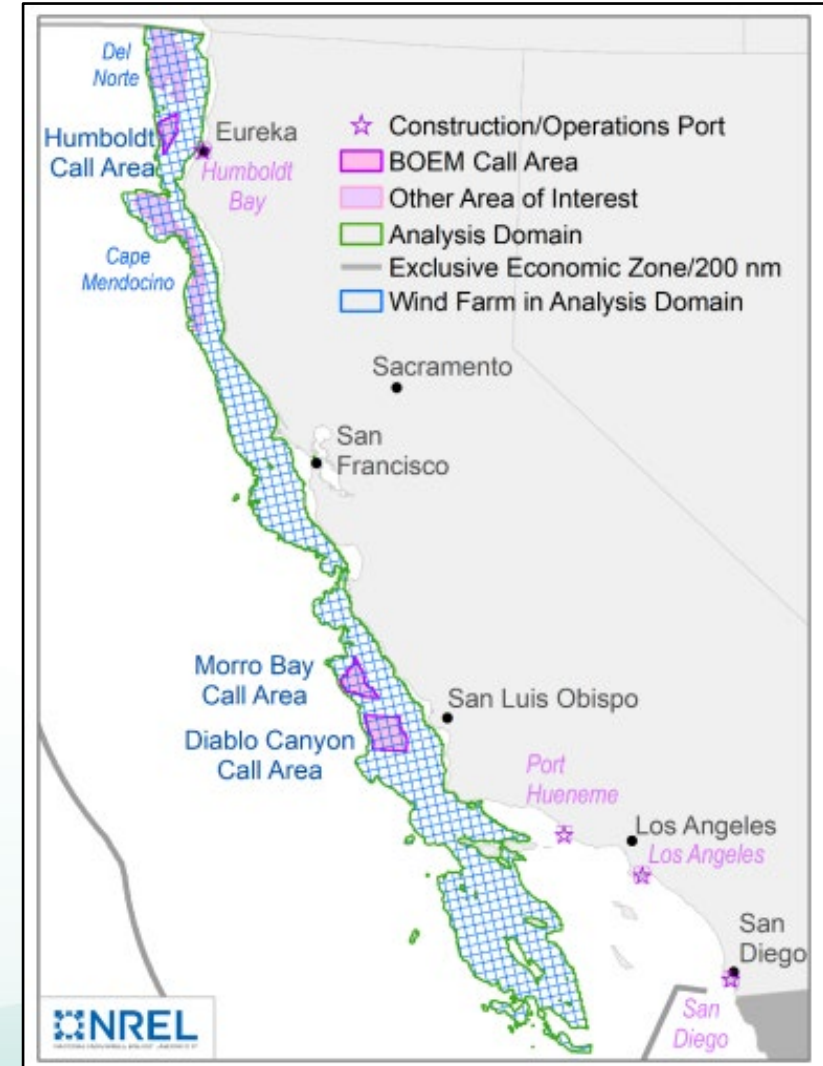 Del
Norte
Humboldt
Call Area
Eureka
Humboldt
Bay
Cape
Mendocino
Construction/Operations Port
BOEM Call Area
Other Area of Interest
Analysis Domain
Exclusive Economic Zone/200 nm
Wind Farm in Analysis Domain
Sacramento
San
Francisco
Morro Bay
Call Area
San Luis Obispo
Diablo Canyon
Call Area
Port
Hueneme
Los Angeles
Los Angeles
San
Diego
San
Diego
NREL